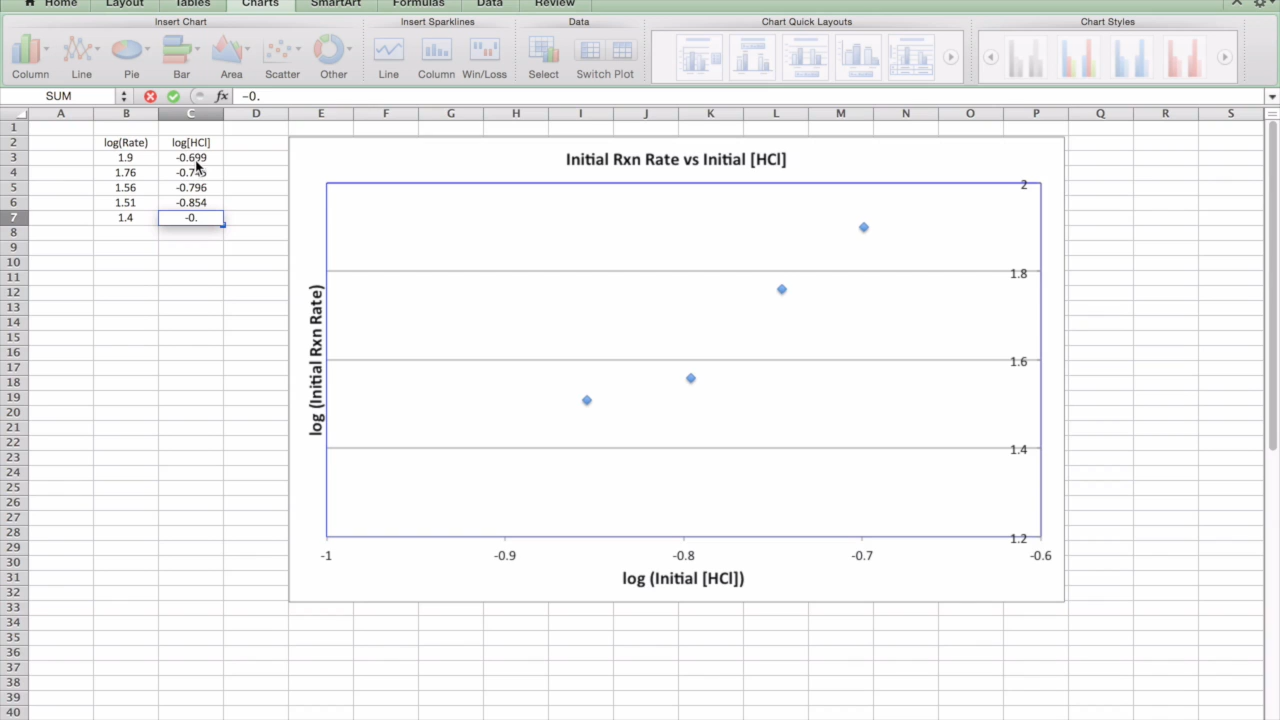 Home Layout Tables Charts SmartArt Formulas Data Review
Insert Chart Insert Sparklines Data Chart Quick Layouts Chart Styles
Column Line Pie Bar Area Scatter Other Line Column Win/Loss Select Switch Plot
SUM fx -0.
A B C D E F G H I J K L M N O P Q R S
1
2 log(Rate) log[HCl]
3 1.9 -0.699
4 1.76
5 1.56 -0.796
6 1.51 -0.854
7 1.4 -0.
8
9
10
11
12
13
14
15
16
17
18
19
20
21
22
23
24
25
26
27
28
29
30
31
32
33
34
35
36
37
38
39
40
Initial Rxn Rate vs Initial [HCl]
2
1.8
1.6
1.4
1.2
log (Initial Rxn Rate)
-1 -0.9 -0.8 -0.7 -0.6
log (Initial [HCl])